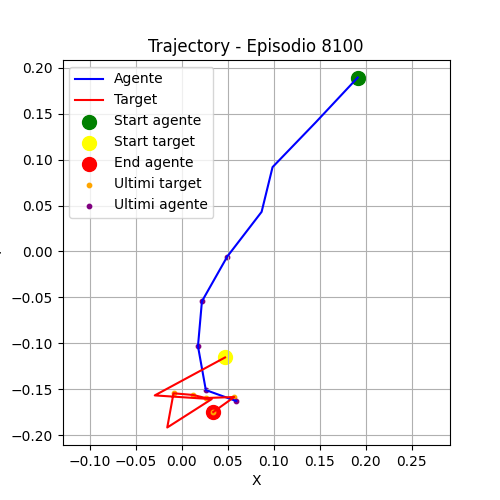 Trajectory - Episodio 8100
Agente
Target
Start agente
Start target
End agente
Ultimi target
Ultimi agente
0.20
0.15
0.10
0.05
0.00
−0.05
−0.10
−0.15
−0.20
−0.10
−0.05
0.00
0.05
0.10
0.15
0.20
0.25
X